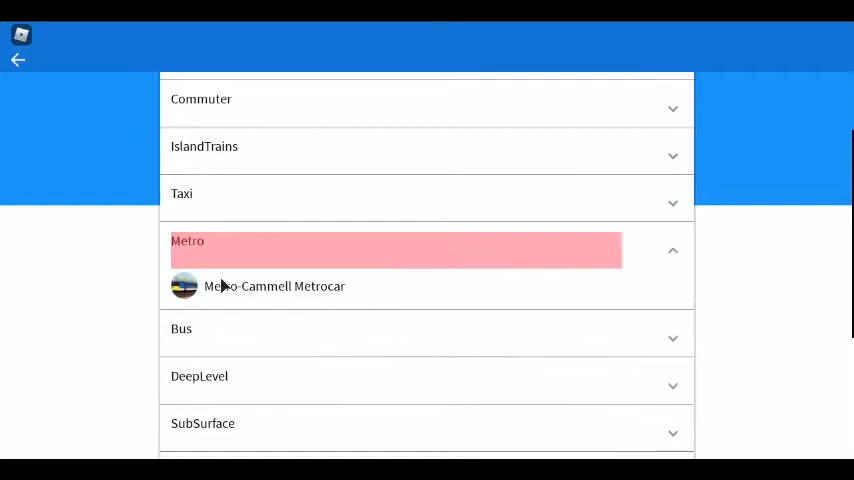 Commuter
IslandTrains
Taxi
Metro
Metro-Cammell Metrocar
Bus
DeepLevel
SubSurface